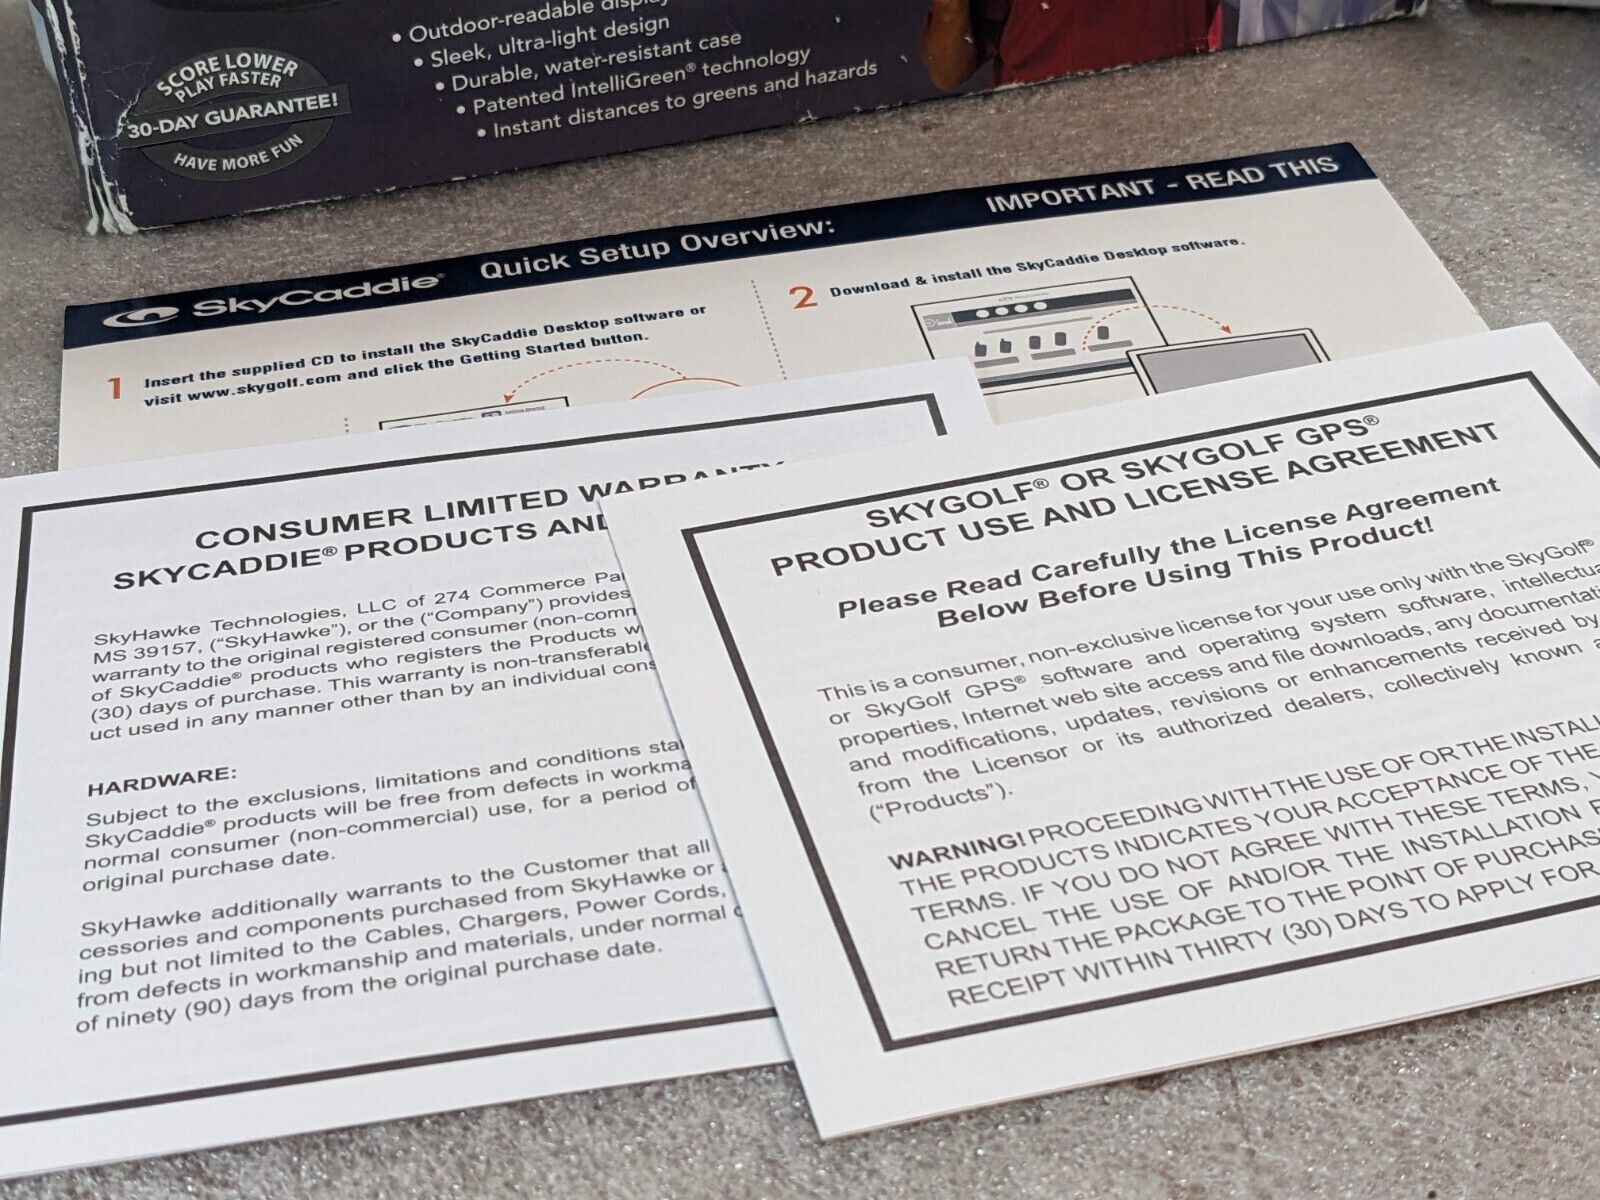 • Outdoor-readable display
• Sleek, ultra-light design
• Durable, water-resistant case
• Patented IntelliGreen® technology
• Instant distances to greens and hazards
SCORE LOWER
PLAY FASTER
30-DAY GUARANTEE!
HAVE MORE FUN
SkyCaddie® Quick Setup Overview: IMPORTANT - READ THIS
1 Insert the supplied CD to install the SkyCaddie Desktop software or
visit www.skygolf.com and click the Getting Started button.
2 Download & install the SkyCaddie Desktop software.
CONSUMER LIMITED WARRANTY
SKYCADDIE® PRODUCTS AND
SkyHawke Technologies, LLC of 274 Commerce
MS 39157, (“SkyHawke”), or the (“Company”) provides
warranty to the original registered consumer
of SkyCaddie® products who registers the Products
(30) days of purchase. This warranty is
uct used in any manner other than by an individual
HARDWARE:
Subject to the exclusions, limitations and conditions
SkyCaddie® products will be free from defects in
normal consumer (non-commercial) use, for a period of
original purchase date.
SkyHawke additionally warrants to the Customer that all
cessories and components purchased from SkyHawke or
ing but not limited to the Cables, Chargers, Power Cords,
from defects in workmanship and materials, under normal
of ninety (90) days from the original purchase date.
SKYGOLF® OR SKYGOLF GPS®
PRODUCT USE AND LICENSE AGREEMENT
Please Read Carefully the License Agreement
Below Before Using This Product!
This is a consumer, non-exclusive license for your use only with the SkyGolf®
or SkyGolf GPS® software and operating system software, intellectual
properties, Internet web site access and file downloads, any
and modifications, updates, revisions or enhancements received by
from the Licensor or its authorized dealers, collectively known
(“Products”).
WARNING! PROCEEDING WITH THE USE OF OR THE
THE PRODUCTS INDICATES YOUR ACCEPTANCE OF THE
TERMS. IF YOU DO NOT AGREE WITH THESE TERMS,
CANCEL THE USE OF AND/OR THE INSTALLATION
RETURN THE PACKAGE TO THE POINT OF PURCHASE
RECEIPT WITHIN THIRTY (30) DAYS TO APPLY FOR